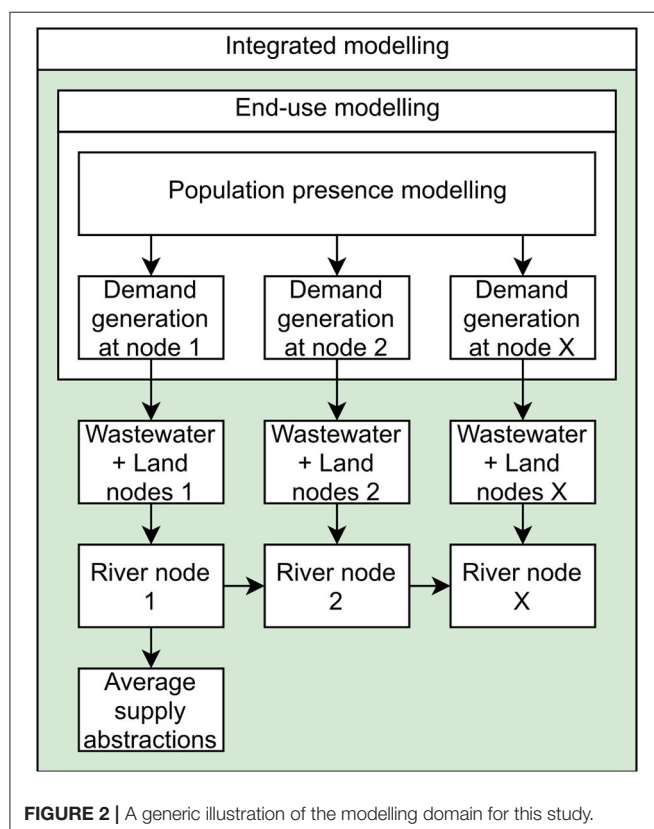 Integrated modelling
End-use modelling
Population presence modelling
Demand
generation
at node 1
Demand
generation
at node 2
Demand
generation
at node X
Wastewater
+ Land
nodes 1
Wastewater
+ Land
nodes 2
Wastewater
+ Land
nodes X
River node
1
River node
2
River node
X
Average
supply
abstractions
FIGURE 2 | A generic illustration of the modelling domain for this study.